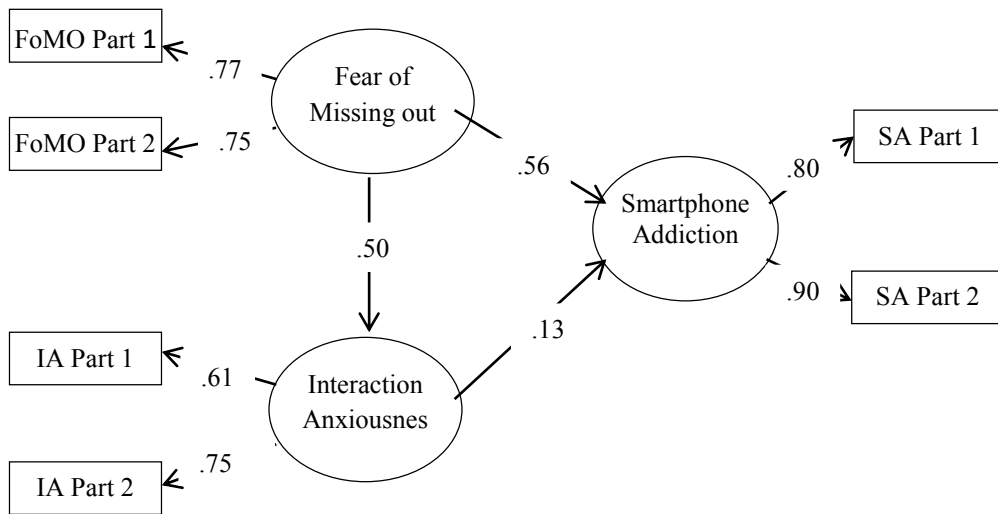 FoMO Part 1
.77
Fear of
Missing out
FoMO Part 2
.75
.56
SA Part 1
.80
Smartphone
Addiction
.50
.90
SA Part 2
.13
IA Part 1
.61
Interaction
Anxiousnes
.75
IA Part 2